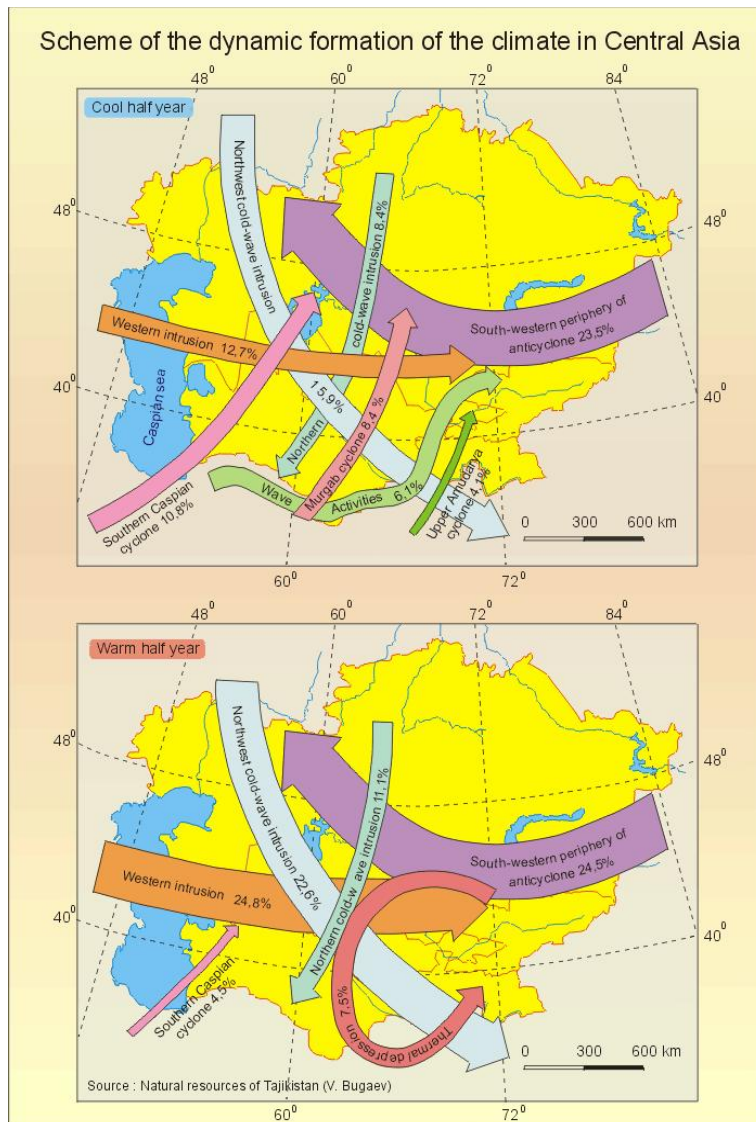 Scheme of the dynamic formation of the climate in Central Asia
48⁰
60⁰
72⁰
84⁰
Cool half year
48⁰
48⁰
40⁰
40⁰
Northwest cold-wave intrusion
15,9%
Northern cold-wave intrusion 8,4%
South-western periphery of
anticyclone 23,5%
Western intrusion 12,7%
Caspian sea
Southern Caspian
cyclone 10,8%
Wave Activities 6,1%
Murgab cyclone 8,4 %
Upper Amudarya
cyclone 4,1%
0 300 600 km
60⁰
72⁰
48⁰
60⁰
72⁰
84⁰
Warm half year
48⁰
48⁰
40⁰
40⁰
Northwest cold-wave intrusion 22,6%
Northern cold-w ave intrusion 11,1%
South-western periphery of
anticyclone 24,5%
Western intrusion 24,8%
Southern Caspian
cyclone 4,5%
Thermal depression 7,5%
0 300 600 km
Source : Natural resources of Tajikistan (V. Bugaev)
60⁰
72⁰